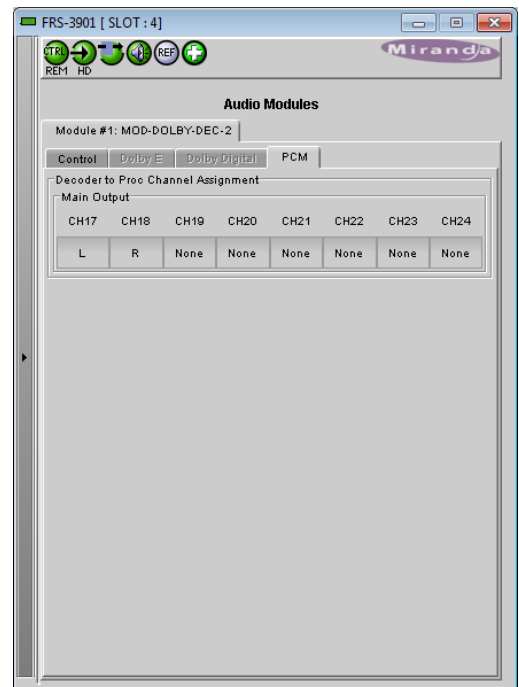 FRS-3901 [ SLOT : 4]
CTRL REF
REM HD
Miranda
Audio Modules
Module #1: MOD-DOLBY-DEC-2
Control Dolby E Dolby Digital PCM
Decoder to Proc Channel Assignment
Main Output
CH17 CH18 CH19 CH20 CH21 CH22 CH23 CH24
L R None None None None None None